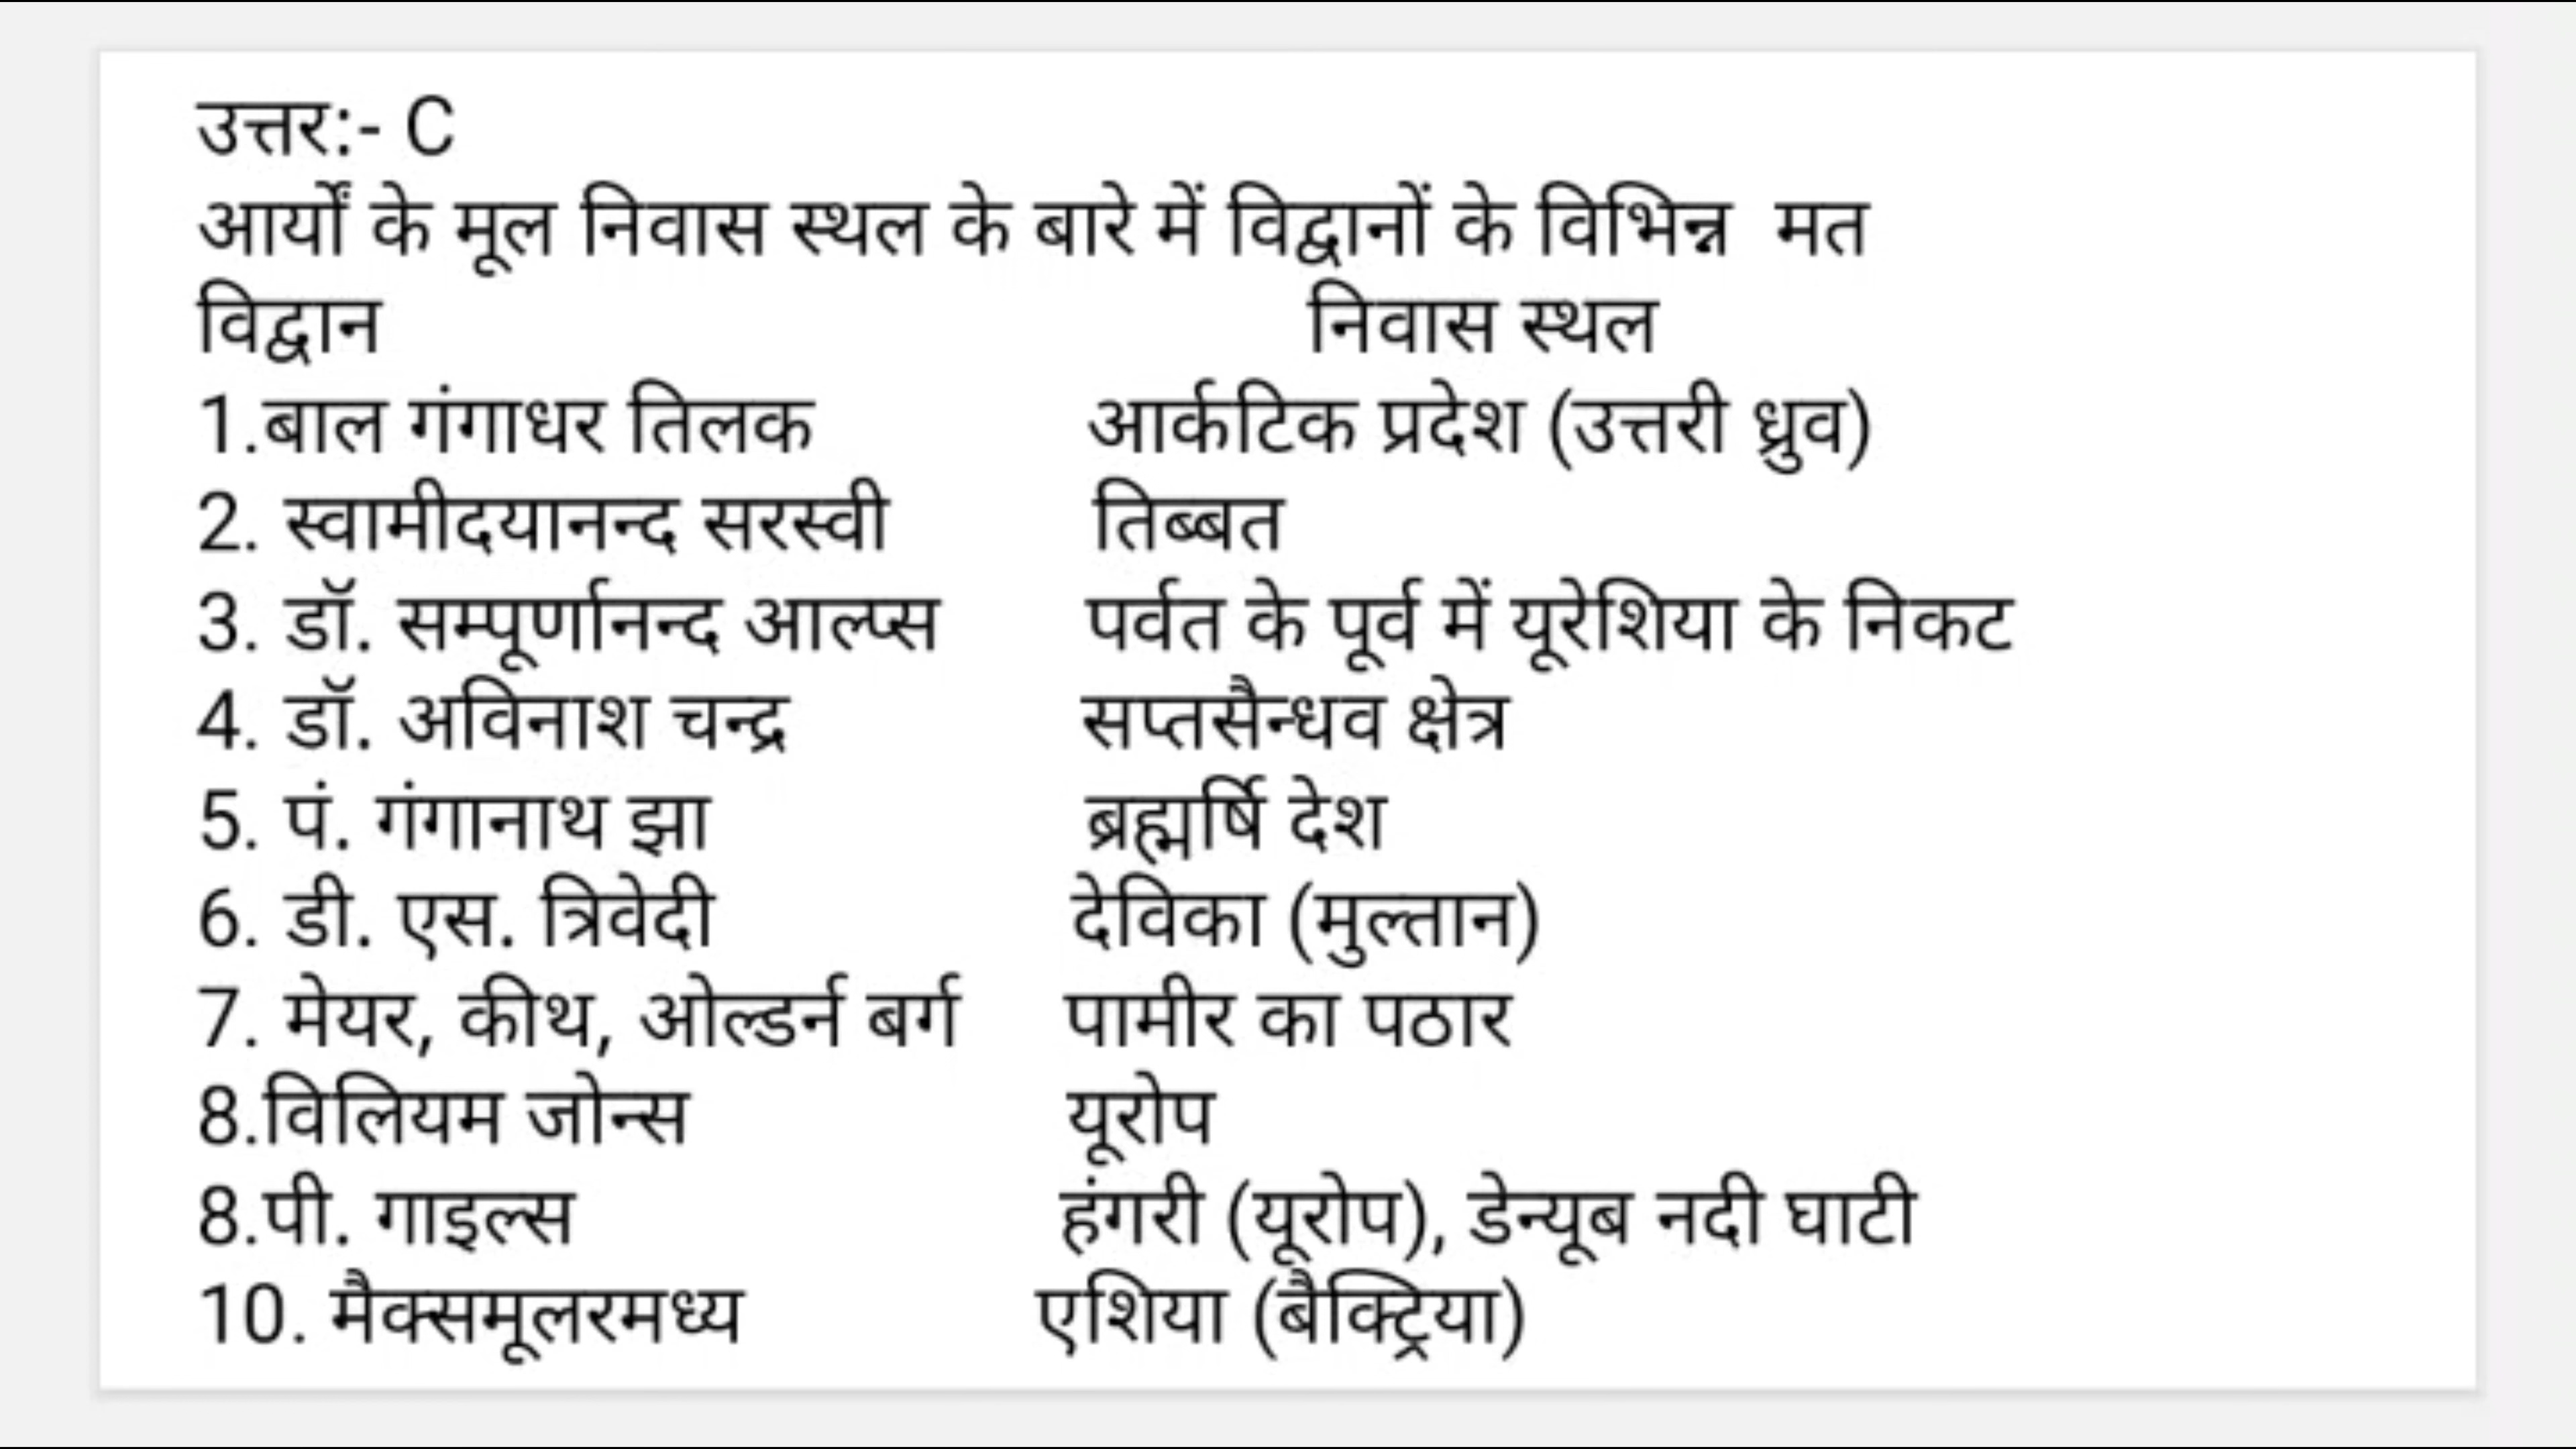 उत्तर:- C
आर्यों के मूल निवास स्थल के बारे में विद्वानों के विभिन्न मत
विद्वान निवास स्थल
1.बाल गंगाधर तिलक आर्कटिक प्रदेश (उत्तरी ध्रुव)
2. स्वामीदयानन्द सरस्वी तिब्बत
3. डॉ. सम्पूर्णानन्द आल्प्स पर्वत के पूर्व में यूरेशिया के निकट
4. डॉ. अविनाश चन्द्र सप्तसैन्धव क्षेत्र
5. पं. गंगानाथ झा ब्रह्मर्षि देश
6. डी. एस. त्रिवेदी देविका (मुल्तान)
7. मेयर, कीथ, ओल्डर्न बर्ग पामीर का पठार
8.विलियम जोन्स यूरोप
8.पी. गाइल्स हंगरी (यूरोप), डेन्यूब नदी घाटी
10. मैक्समूलरमध्य एशिया (बैक्ट्रिया)